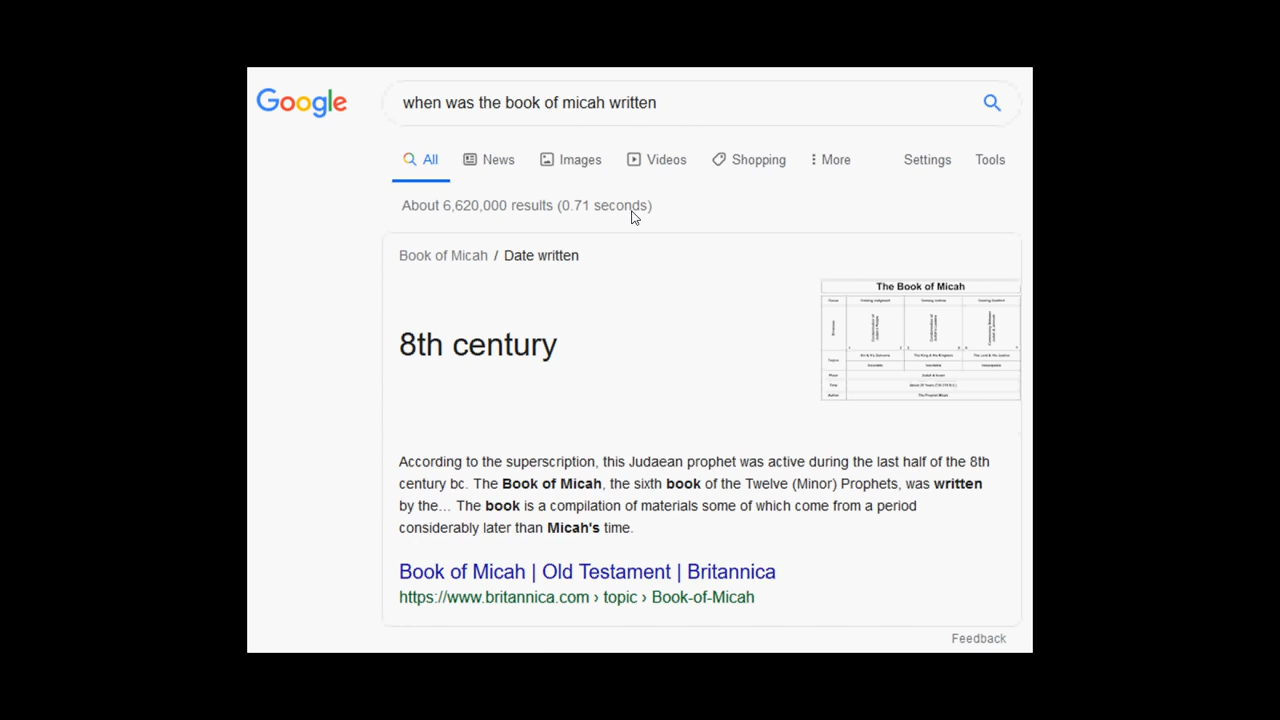 Google
when was the book of micah written
All News Images Videos Shopping More Settings Tools
About 6,620,000 results (0.71 seconds)
Book of Micah / Date written
The Book of Micah
8th century
According to the superscription, this Judaean prophet was active during the last half of the 8th
century bc. The Book of Micah, the sixth book of the Twelve (Minor) Prophets, was written
by the... The book is a compilation of materials some of which come from a period
considerably later than Micah's time.
Book of Micah | Old Testament | Britannica
https://www.britannica.com › topic › Book-of-Micah
Feedback